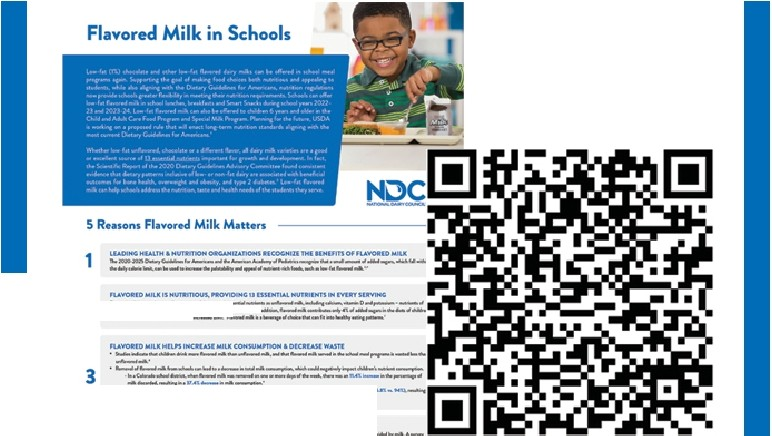 Flavored Milk in Schools
Low-fat (1%) chocolate and other low-fat flavored dairy milks can be offered in school meal
programs again. Supporting the goal of making food choices both nutritious and appealing to
students, while also aligning with the Dietary Guidelines for Americans, nutrition regulations
now provide schools greater flexibility in meeting their nutrition requirements. Schools can offer
low-fat flavored milk in school lunches, breakfasts and Smart Snacks during school years 2022-
23 and 2023-24. Low-fat flavored milk can also be offered to children 6 years and older in the
Child and Adult Care Food Program and Special Milk Program. Planning for the future, USDA
is working on a proposed rule that will enact long-term nutrition standards aligning with the
most current Dietary Guidelines for Americans.
Whether low-fat unflavored, chocolate or a different flavor, all dairy milk varieties are a good
or excellent source of 13 essential nutrients important for growth and development. In fact,
the Scientific Report of the 2020 Dietary Guidelines Advisory Committee found consistent
evidence that dietary patterns inclusive of low- or non-fat dairy are associated with beneficial
outcomes for bone health, overweight and obesity, and type 2 diabetes. Low-fat flavored
milk can help schools address the nutrition, taste and health needs of the students they serve.
Milk
NDC
NATIONAL DAIRY COUNCIL
5 Reasons Flavored Milk Matters
1
LEADING HEALTH & NUTRITION ORGANIZATIONS RECOGNIZE THE BENEFITS OF FLAVORED MILK
The 2020-2025 Dietary Guidelines for Americans and the American Academy of Pediatrics recognize that a small amount of added sugars, which fall within
the daily calorie limit, can be used to increase the palatability and appeal of nutrient-rich foods, such as low-fat flavored milk.
FLAVORED MILK IS NUTRITIOUS, PROVIDING 13 ESSENTIAL NUTRIENTS IN EVERY SERVING
ential nutrients as unflavored milk, including calcium, vitamin D and potassium – nutrients of
addition, flavored milk contributes only 4% of added sugars in the diets of children
flavored milk is a beverage of choice that can fit into healthy eating patterns.
FLAVORED MILK HELPS INCREASE MILK CONSUMPTION & DECREASE WASTE
3
• Studies indicate that children drink more flavored milk than unflavored milk, and that flavored milk served in the school meal programs is wasted less than
unflavored milk.
• Removal of flavored milk from schools can lead to a decrease in total milk consumption, which could negatively impact children's nutrient consumption.
- In a Colorado school district, when flavored milk was removed on one or more days of the week, there was an 11.4% increase in the percentage of
milk discarded, resulting in a 37.4% decrease in milk consumption.
vs. 94%), resulting
vided by milk & survey